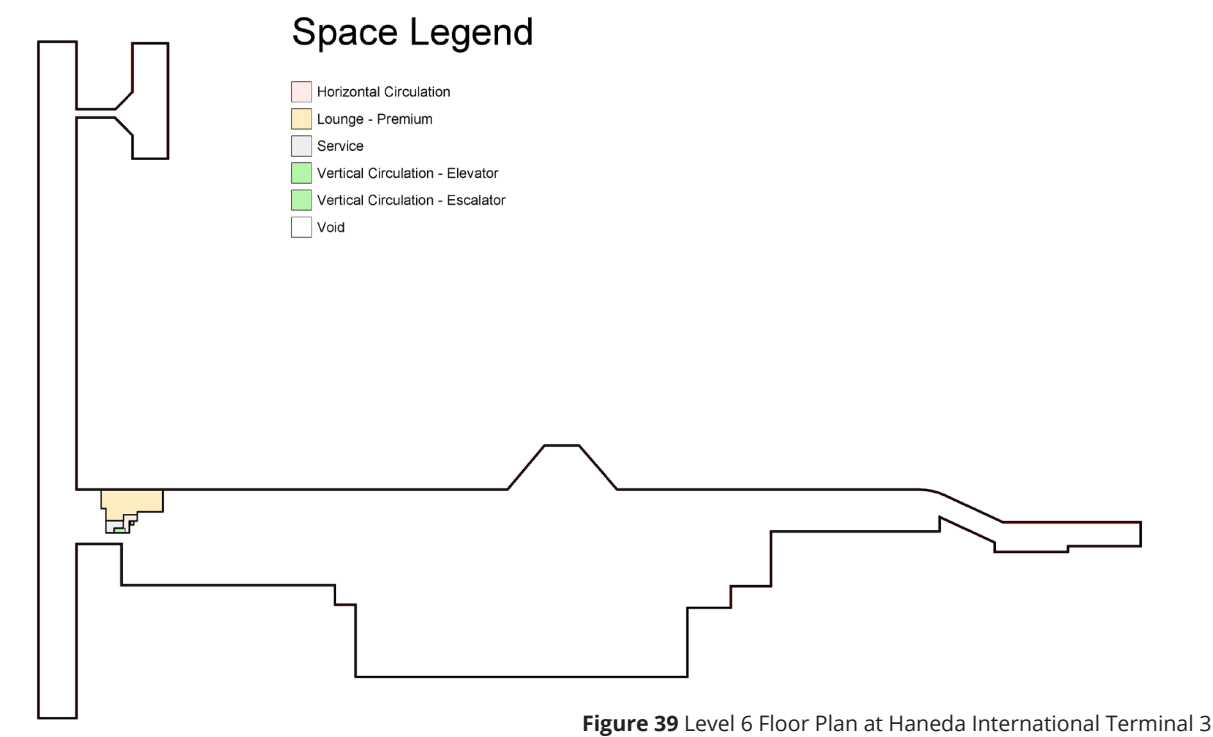 Space Legend
Horizontal Circulation
Lounge - Premium
Service
Vertical Circulation - Elevator
Vertical Circulation - Escalator
Void
Figure 39 Level 6 Floor Plan at Haneda International Terminal 3